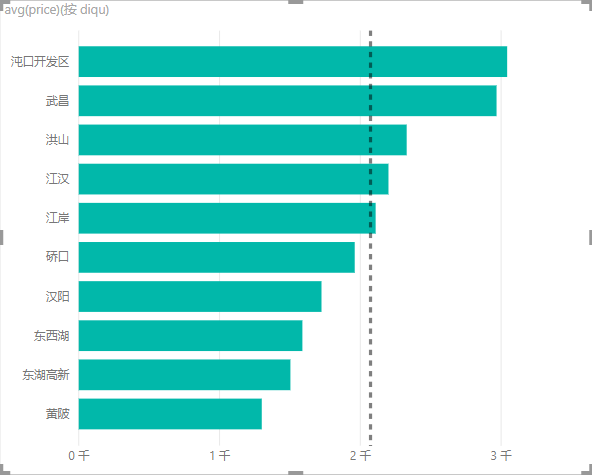 avg(price)(按 diqu)
沌口开发区
武昌
洪山
江汉
江岸
硚口
汉阳
东西湖
东湖高新
黄陂
0 千 1 千 2 千 3 千